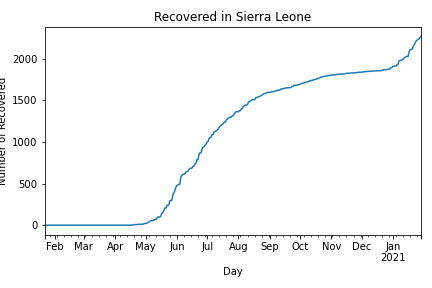 Recovered in Sierra Leone
Number of Recovered
2000
1500
1000
500
0
Feb Mar Apr May Jun Jul Aug Sep Oct Nov Dec Jan
2021
Day